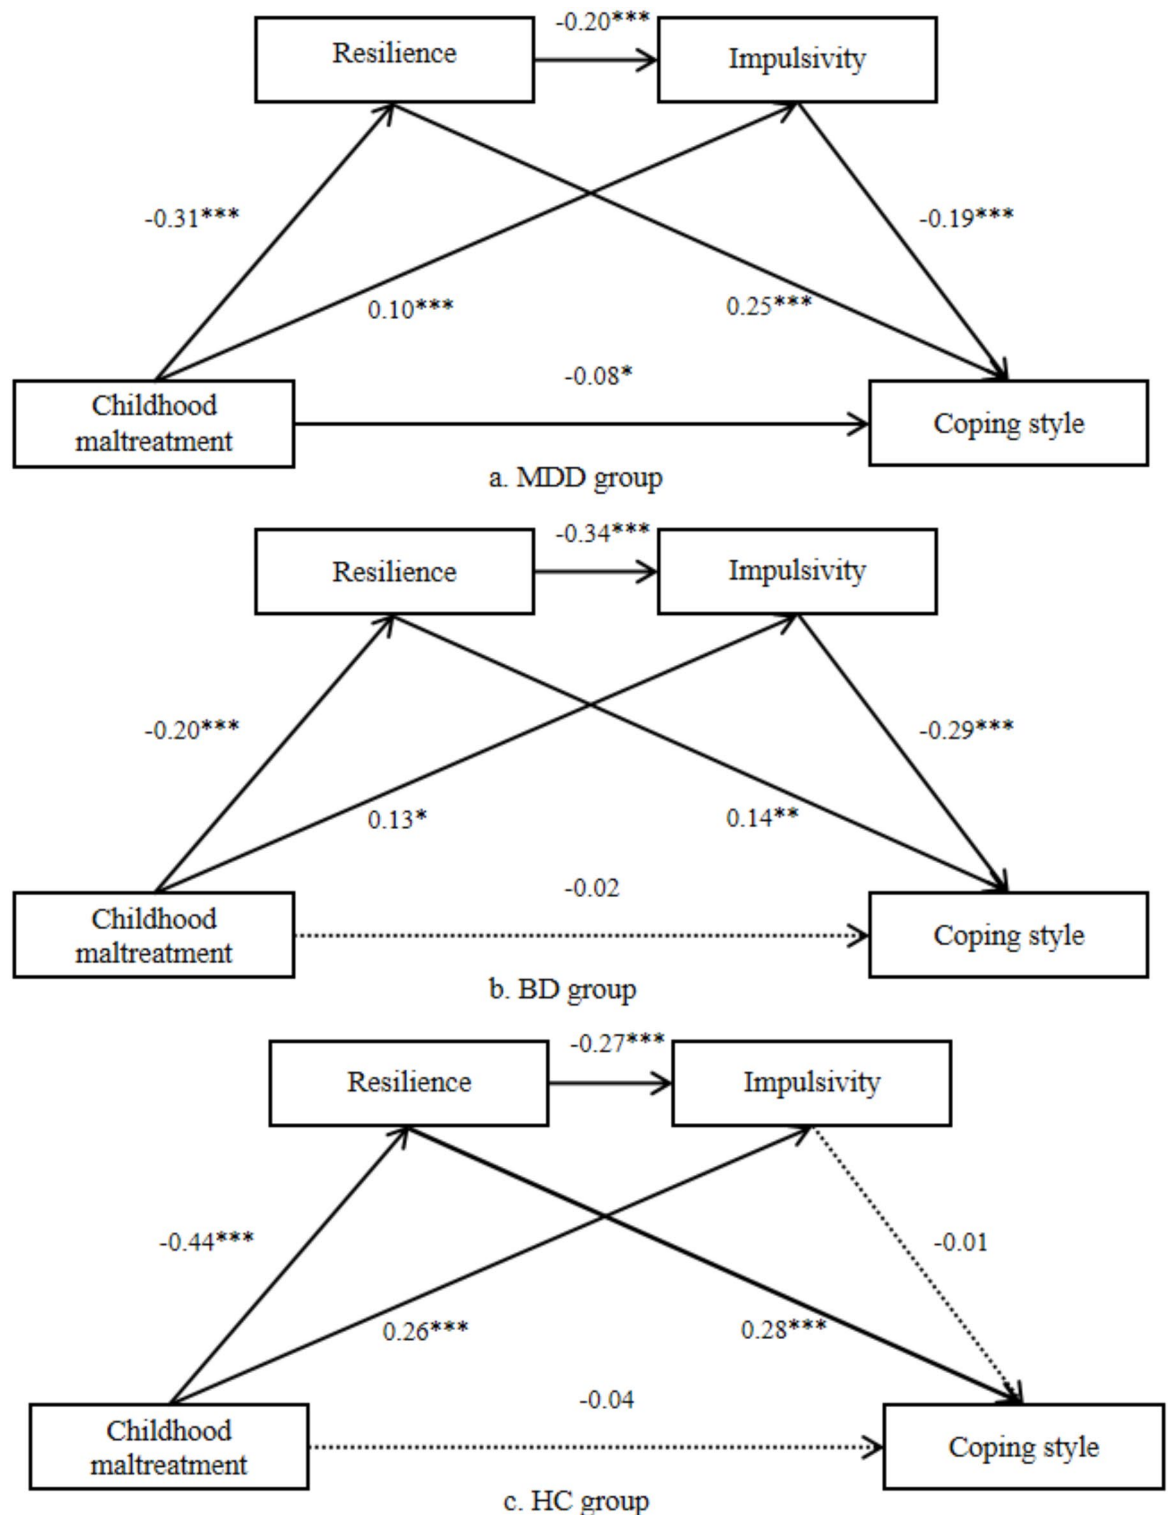 -0.20***
Resilience
Impulsivity
-0.31***
-0.19***
0.10***
0.25***
-0.08*
Childhood
maltreatment
Coping style
a. MDD group
-0.34***
Resilience
Impulsivity
-0.20***
-0.29***
0.13*
0.14**
-0.02
Childhood
maltreatment
Coping style
b. BD group
-0.27***
Resilience
Impulsivity
-0.44***
-0.01
0.26***
0.28***
-0.04
Childhood
maltreatment
Coping style
c. HC group